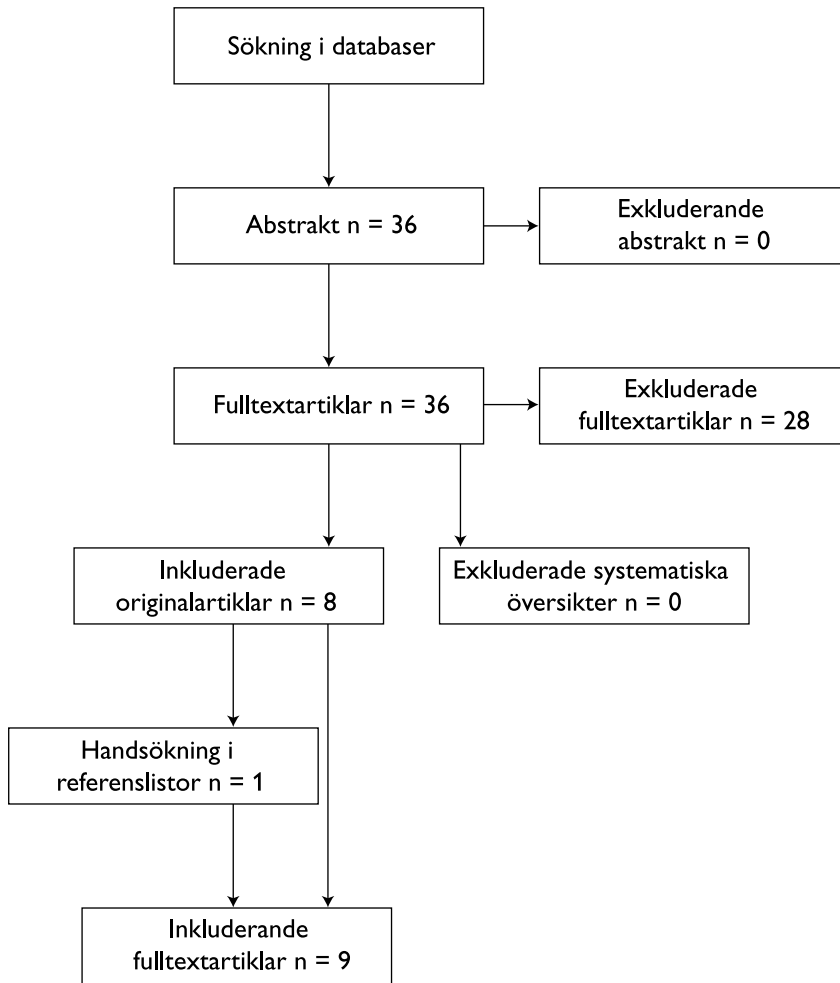 Sökning i databaser
Abstrakt n = 36
Exkluderande
abstrakt n = 0
Fulltextartiklar n = 36
Exkluderade
fulltextartiklar n = 28
Inkluderade
originalartiklar n = 8
Exkluderade systematiska
översikter n = 0
Handsökning i
referenslistor n = 1
Inkluderande
fulltextartiklar n = 9